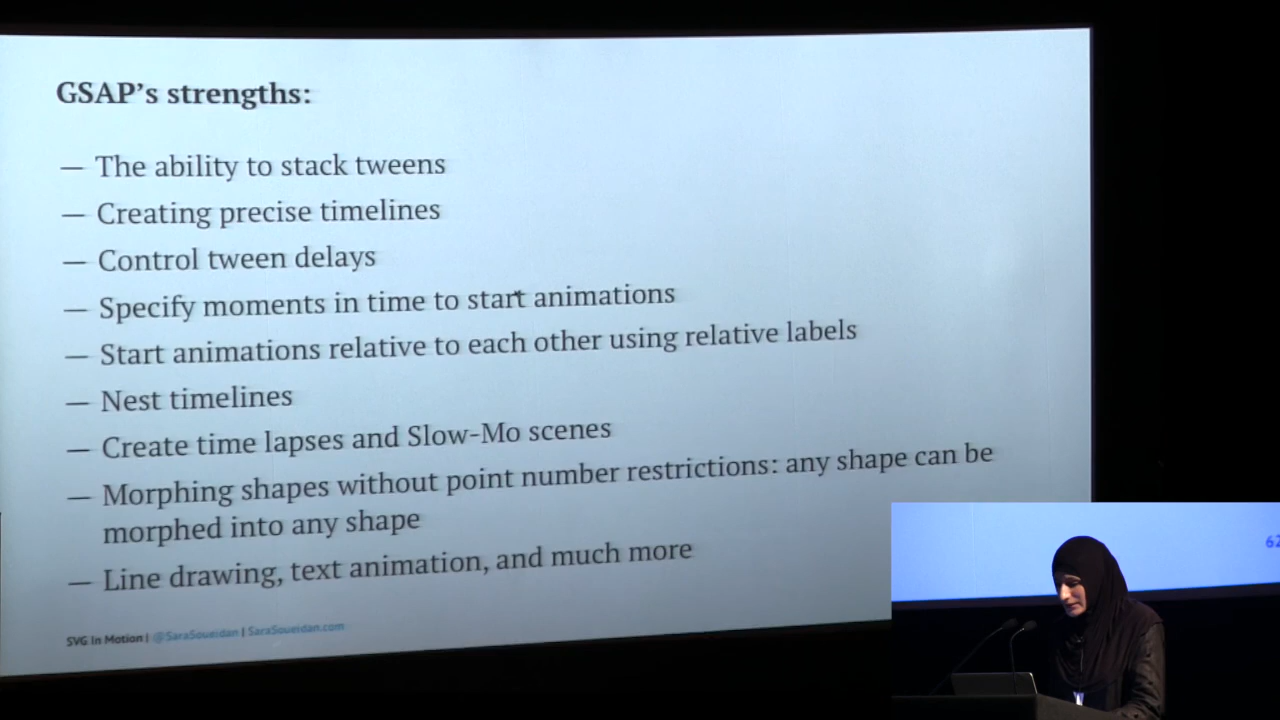 GSAP's strengths:
— The ability to stack tweens
— Creating precise timelines
— Control tween delays
— Specify moments in time to start animations
— Start animations relative to each other using relative labels
— Nest timelines
— Create time lapses and Slow-Mo scenes
— Morphing shapes without point number restrictions: any shape can be
morphed into any shape
— Line drawing, text animation, and much more
SVG In Motion | @SaraSoueidan | SaraSoueidan.com
62